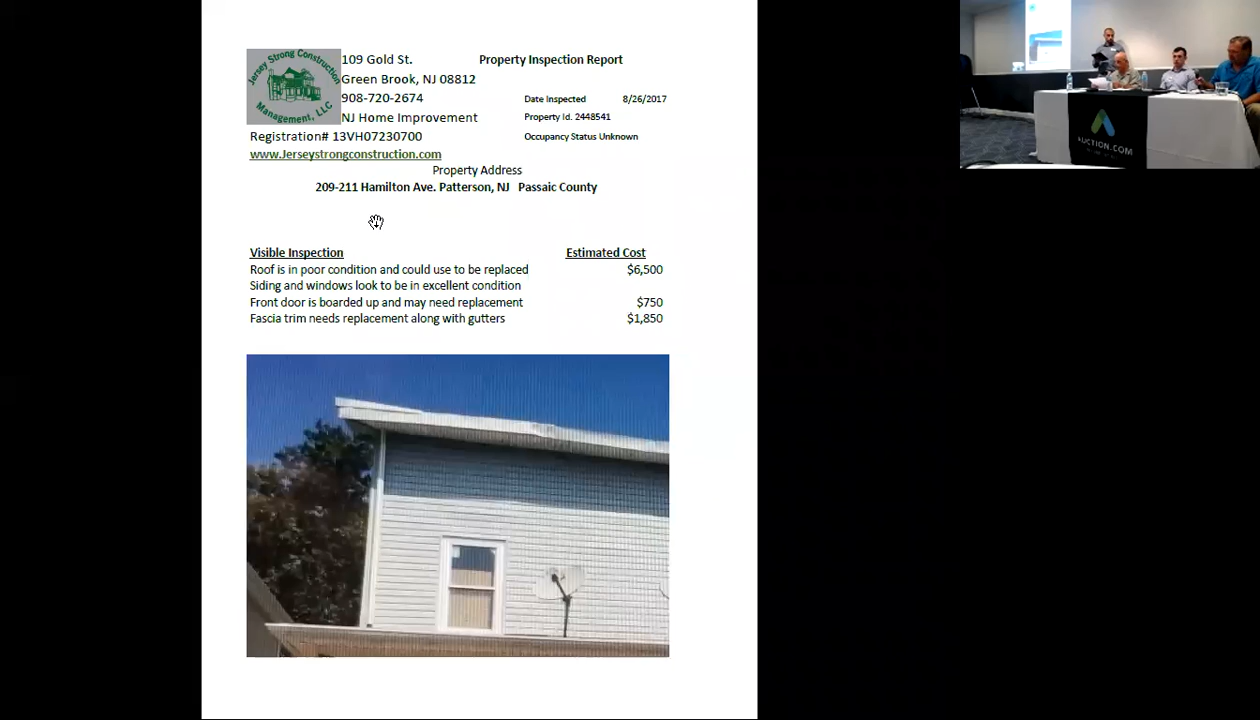 Jersey Strong Construction
Management, LLC
109 Gold St.
Green Brook, NJ 08812
908-720-2674
NJ Home Improvement
Registration# 13VH07230700
www.Jerseystrongconstruction.com
Property Inspection Report
Date Inspected 8/26/2017
Property Id. 2448541
Occupancy Status Unknown
Property Address
209-211 Hamilton Ave. Patterson, NJ Passaic County
Visible Inspection Estimated Cost
Roof is in poor condition and could use to be replaced $6,500
Siding and windows look to be in excellent condition
Front door is boarded up and may need replacement $750
Fascia trim needs replacement along with gutters $1,850
AUCTION.COM